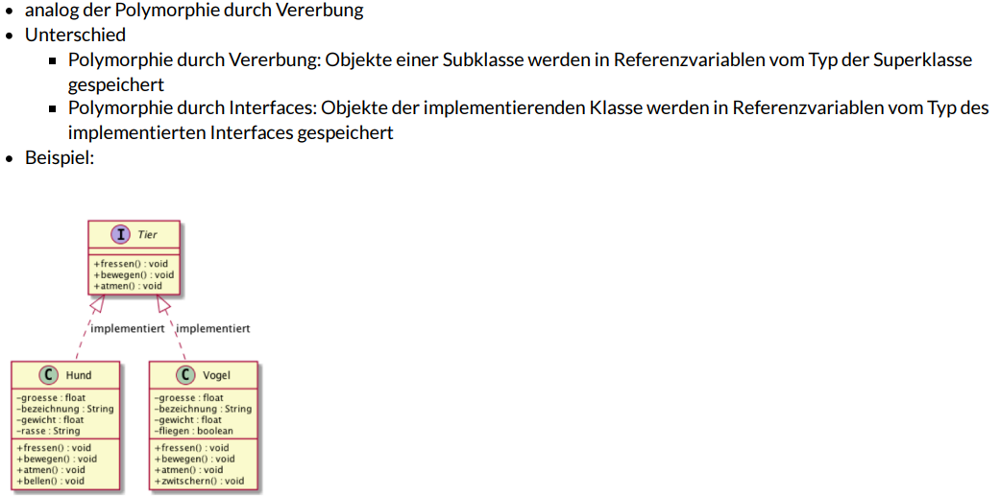 • analog der Polymorphie durch Vererbung
• Unterschied
▪ Polymorphie durch Vererbung: Objekte einer Subklasse werden in Referenzvariablen vom Typ der Superklasse
gespeichert
▪ Polymorphie durch Interfaces: Objekte der implementierenden Klasse werden in Referenzvariablen vom Typ des
implementierten Interfaces gespeichert
• Beispiel:
I Tier
+fressen() : void
+bewegen() : void
+atmen() : void
implementiert implementiert
C Hund
-groesse : float
-bezeichnung : String
-gewicht : float
-rasse : String
+fressen() : void
+bewegen() : void
+atmen() : void
+bellen() : void
C Vogel
-groesse : float
-bezeichnung : String
-gewicht : float
-fliegen : boolean
+fressen() : void
+bewegen() : void
+atmen() : void
+zwitschern() : void